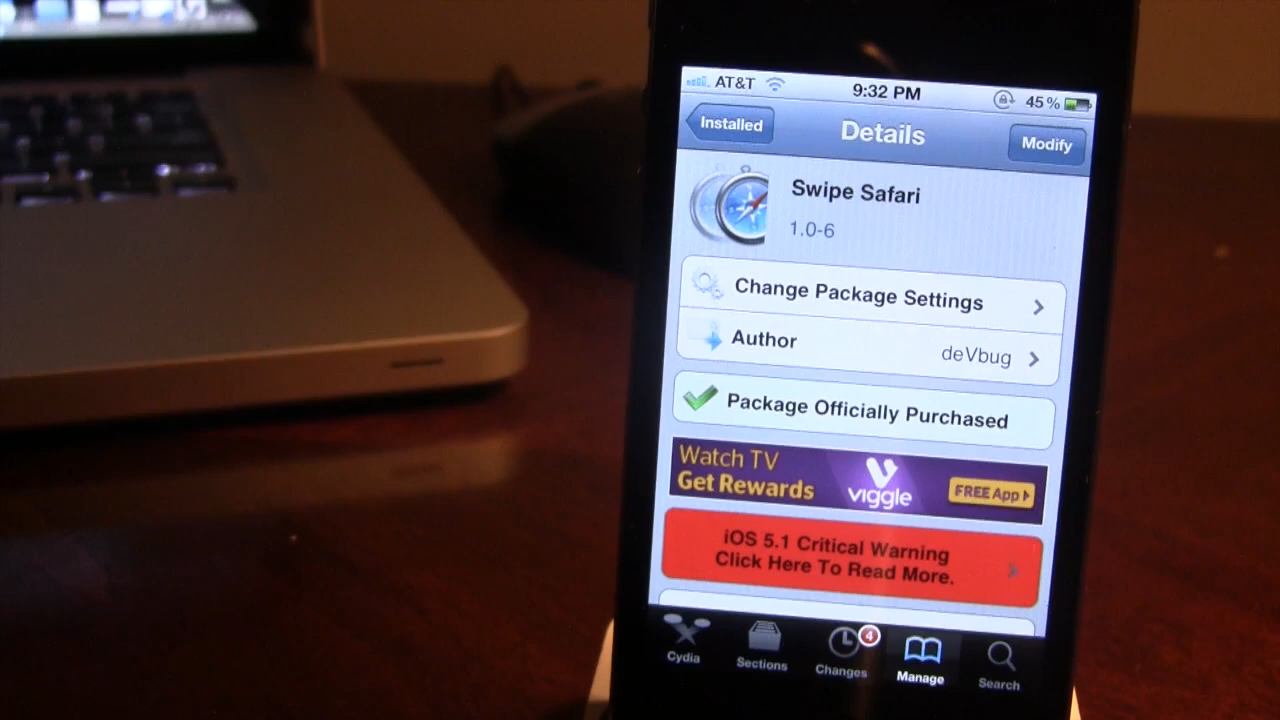 AT&T 9:32 PM 45%
Installed Details Modify
Swipe Safari
1.0-6
Change Package Settings
Author deVbug
Package Officially Purchased
Watch TV
Get Rewards
viggle
FREE App
iOS 5.1 Critical Warning
Click Here To Read More.
4
Cydia Sections Changes Manage Search